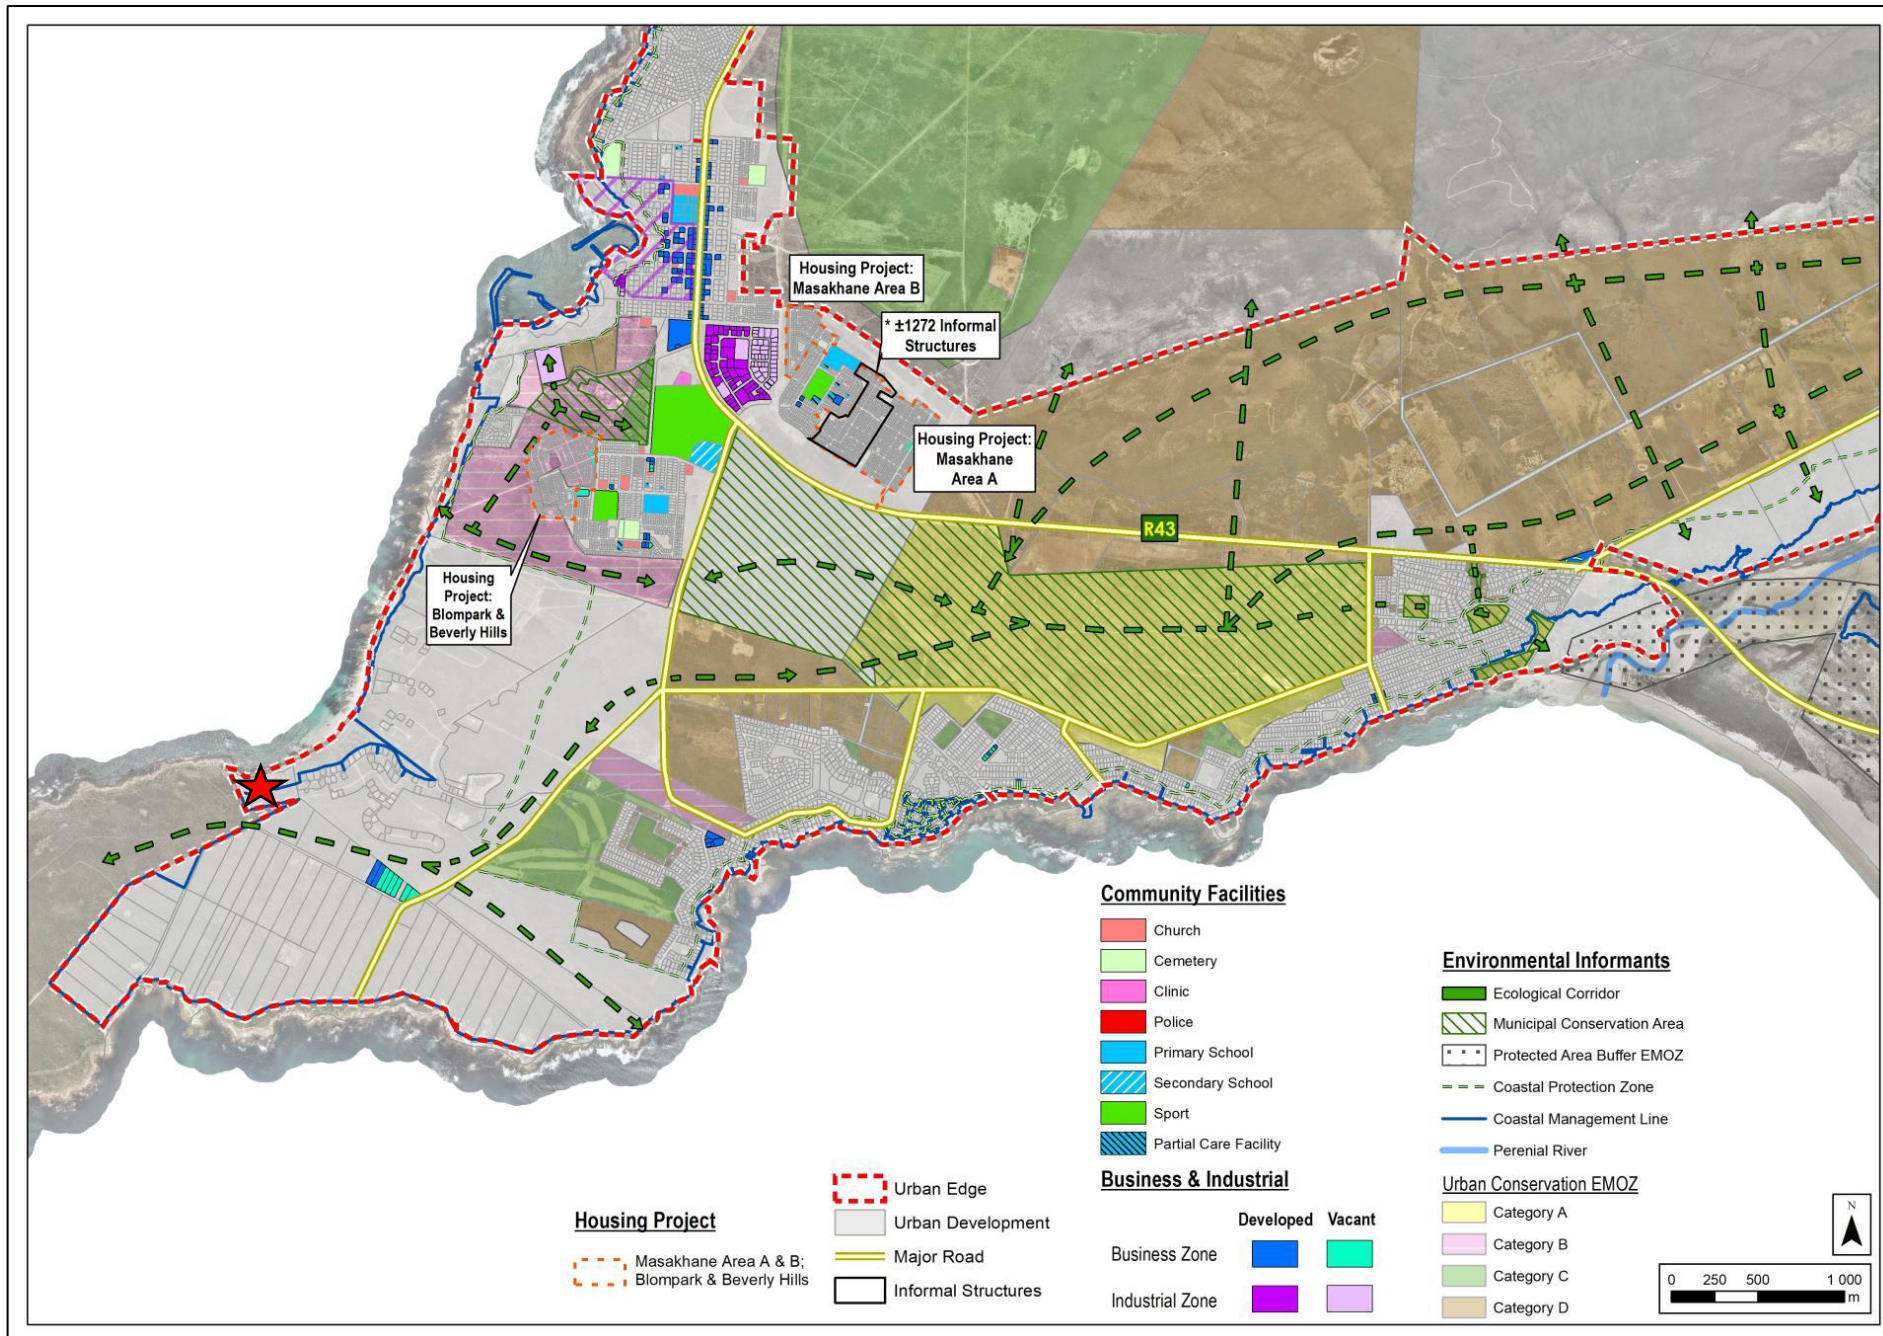 Housing Project:
Masakhane Area B
* ±1272 Informal
Structures
Housing Project:
Masakhane
Area A
R43
Housing
Project:
Blompark &
Beverly Hills
Community Facilities
Church
Cemetery
Clinic
Police
Primary School
Secondary School
Sport
Partial Care Facility
Business & Industrial
Developed Vacant
Business Zone
Industrial Zone
Environmental Informants
Ecological Corridor
Municipal Conservation Area
Protected Area Buffer EMOZ
Coastal Protection Zone
Coastal Management Line
Perenial River
Urban Conservation EMOZ
Category A
Category B
Category C
Category D
Housing Project
Masakhane Area A & B;
Blompark & Beverly Hills
Urban Edge
Urban Development
Major Road
Informal Structures
N
0 250 500 1 000
m